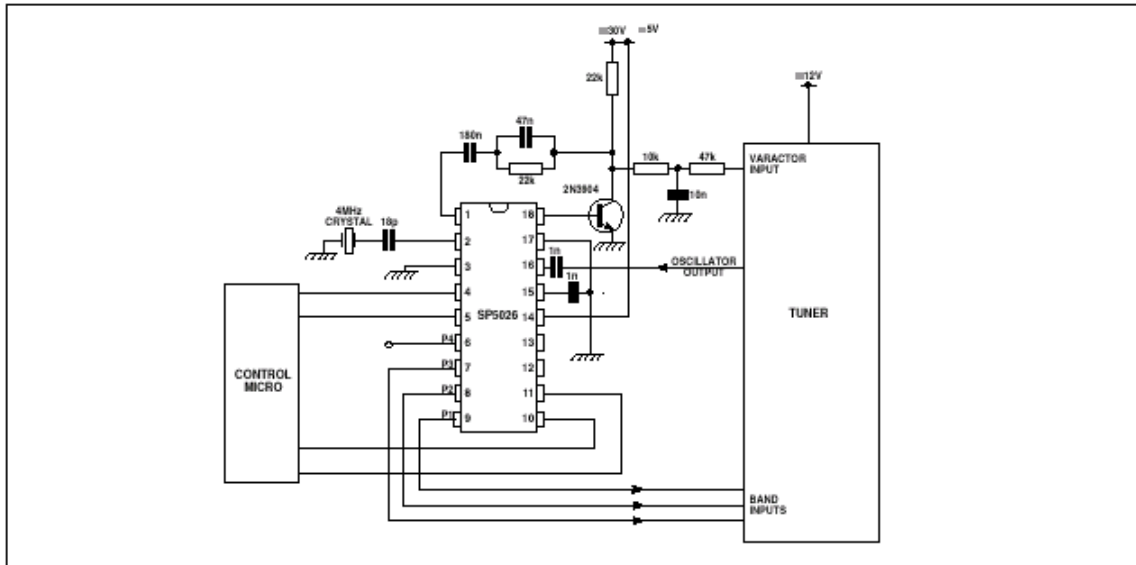 30V 5V
22k
12V
47n
180n
22k
10k 47k
VARACTOR
INPUT
10n
2N3904
4MHz
CRYSTAL
18p
1 18
2 17
3 16
4 15
5 14
6 13
7 12
8 11
9 10
SP5026
1n
1n
OSCILLATOR
OUTPUT
TUNER
CONTROL
MICRO
P4
P3
P2
P1
BAND
INPUTS